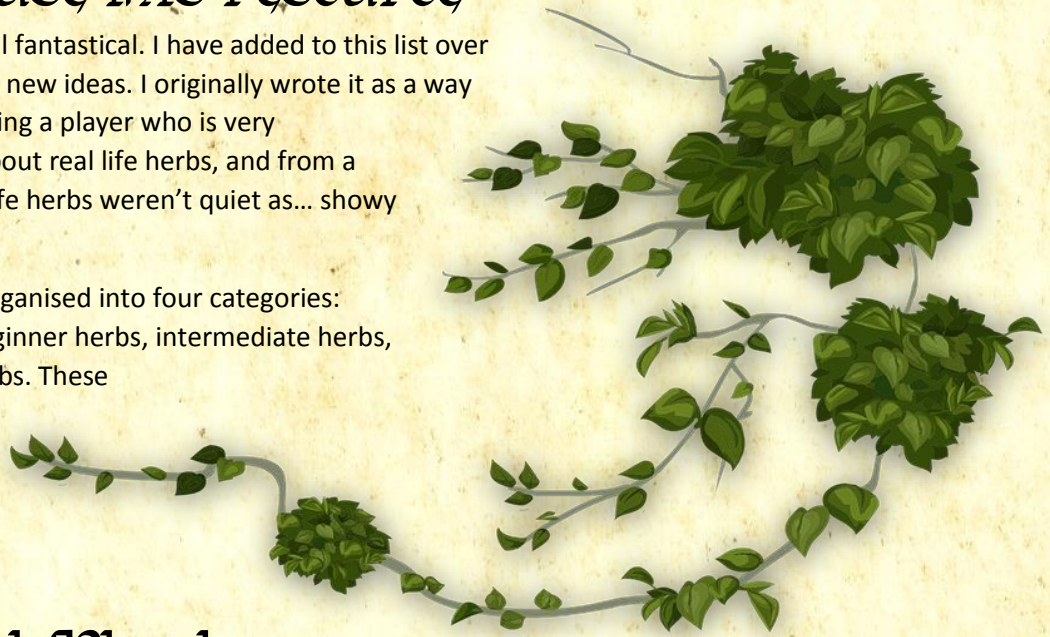 this resource
l fantastical. I have added to this list over
new ideas. I originally wrote it as a way
ing a player who is very
out real life herbs, and from a
fe herbs weren’t quiet as… showy
ganised into four categories:
ginner herbs, intermediate herbs,
bs. These